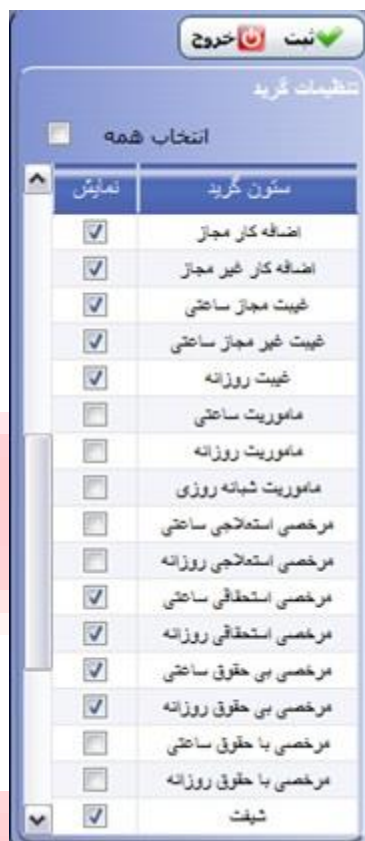 ثبت خروج
تنظیمات گرید
انتخاب همه
ستون گرید نمایش
اضافه کار مجاز
اضافه کار غیر مجاز
غیبت مجاز ساعتی
غیبت غیر مجاز ساعتی
غیبت روزانه
ماموریت ساعتی
ماموریت روزانه
ماموریت شبانه روزی
مرخصی استعلاجی ساعتی
مرخصی استعلاجی روزانه
مرخصی استحقاقی ساعتی
مرخصی استحقاقی روزانه
مرخصی بی حقوق ساعتی
مرخصی بی حقوق روزانه
مرخصی با حقوق ساعتی
مرخصی با حقوق روزانه
شیفت